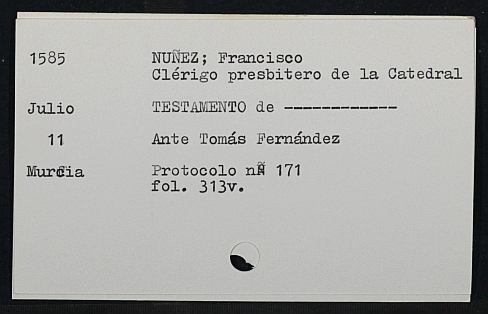 1585 NUÑEZ; Francisco
Clérigo presbitero de la Catedral
Julio TESTAMENTO de ------------
11 Ante Tomás Fernández
Murcia Protocolo nÑ 171
fol. 313v.